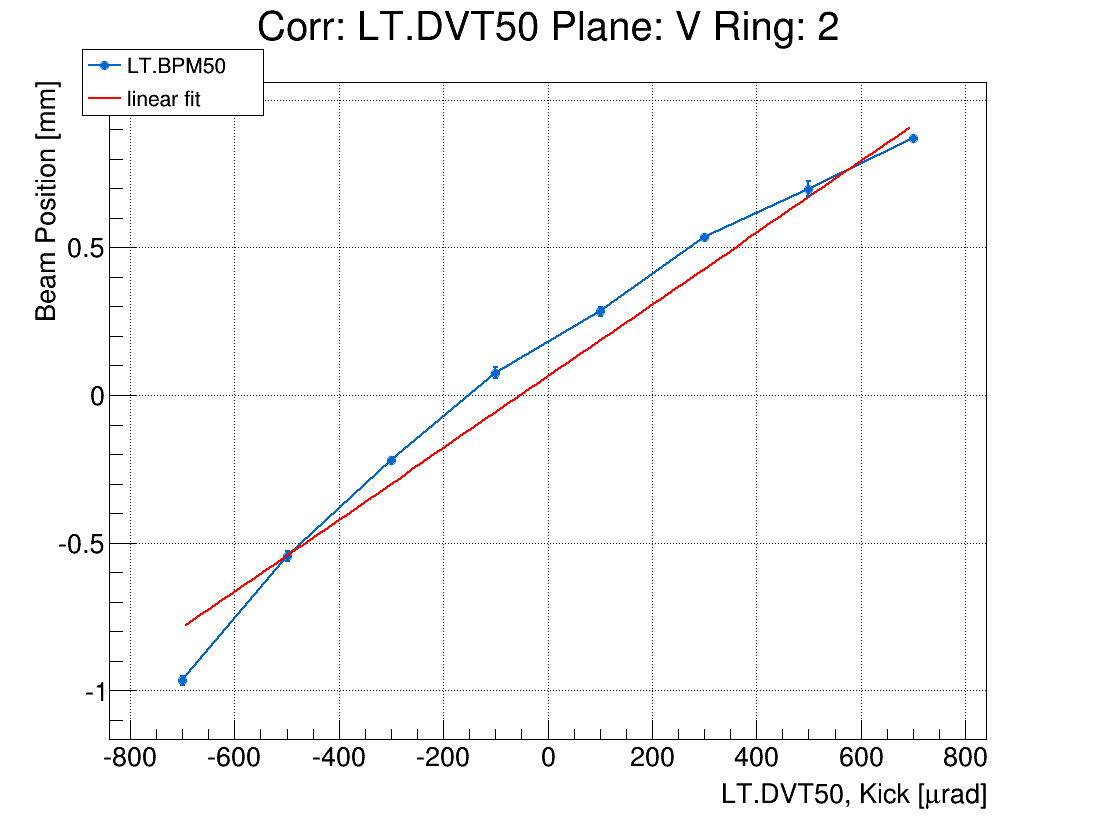 Corr: LT.DVT50 Plane: V Ring: 2
LT.BPM50
linear fit
Beam Position [mm]
0.5
0
-0.5
-1
-800 -600 -400 -200 0 200 400 600 800
LT.DVT50, Kick [μrad]